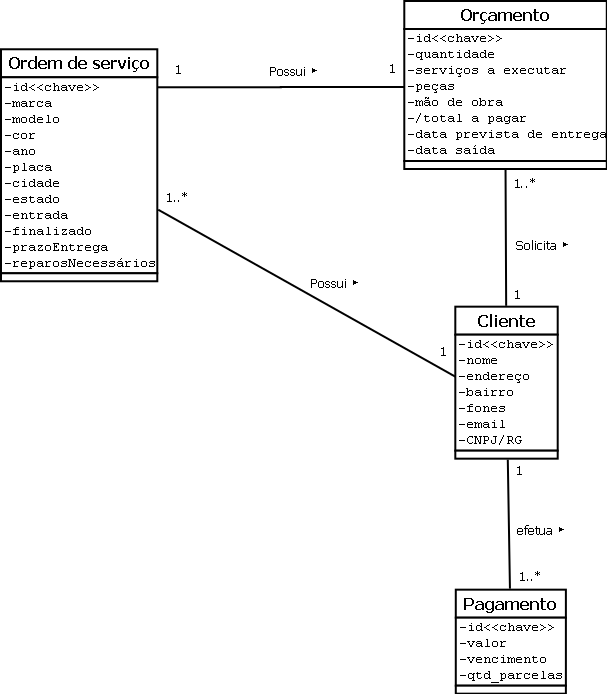 Orçamento
-id<<chave>>
-quantidade
-serviços a executar
-peças
-mão de obra
-/total a pagar
-data prevista de entrega
-data saída
Ordem de serviço
-id<<chave>>
-marca
-modelo
-cor
-ano
-placa
-cidade
-estado
-entrada
-finalizado
-prazoEntrega
-reparosNecessários
1
Possui ►
1
1..*
Possui ►
1
1..*
Solicita ►
1
Cliente
-id<<chave>>
-nome
-endereço
-bairro
-fones
-email
-CNPJ/RG
1
efetua ►
1..*
Pagamento
-id<<chave>>
-valor
-vencimento
-qtd_parcelas